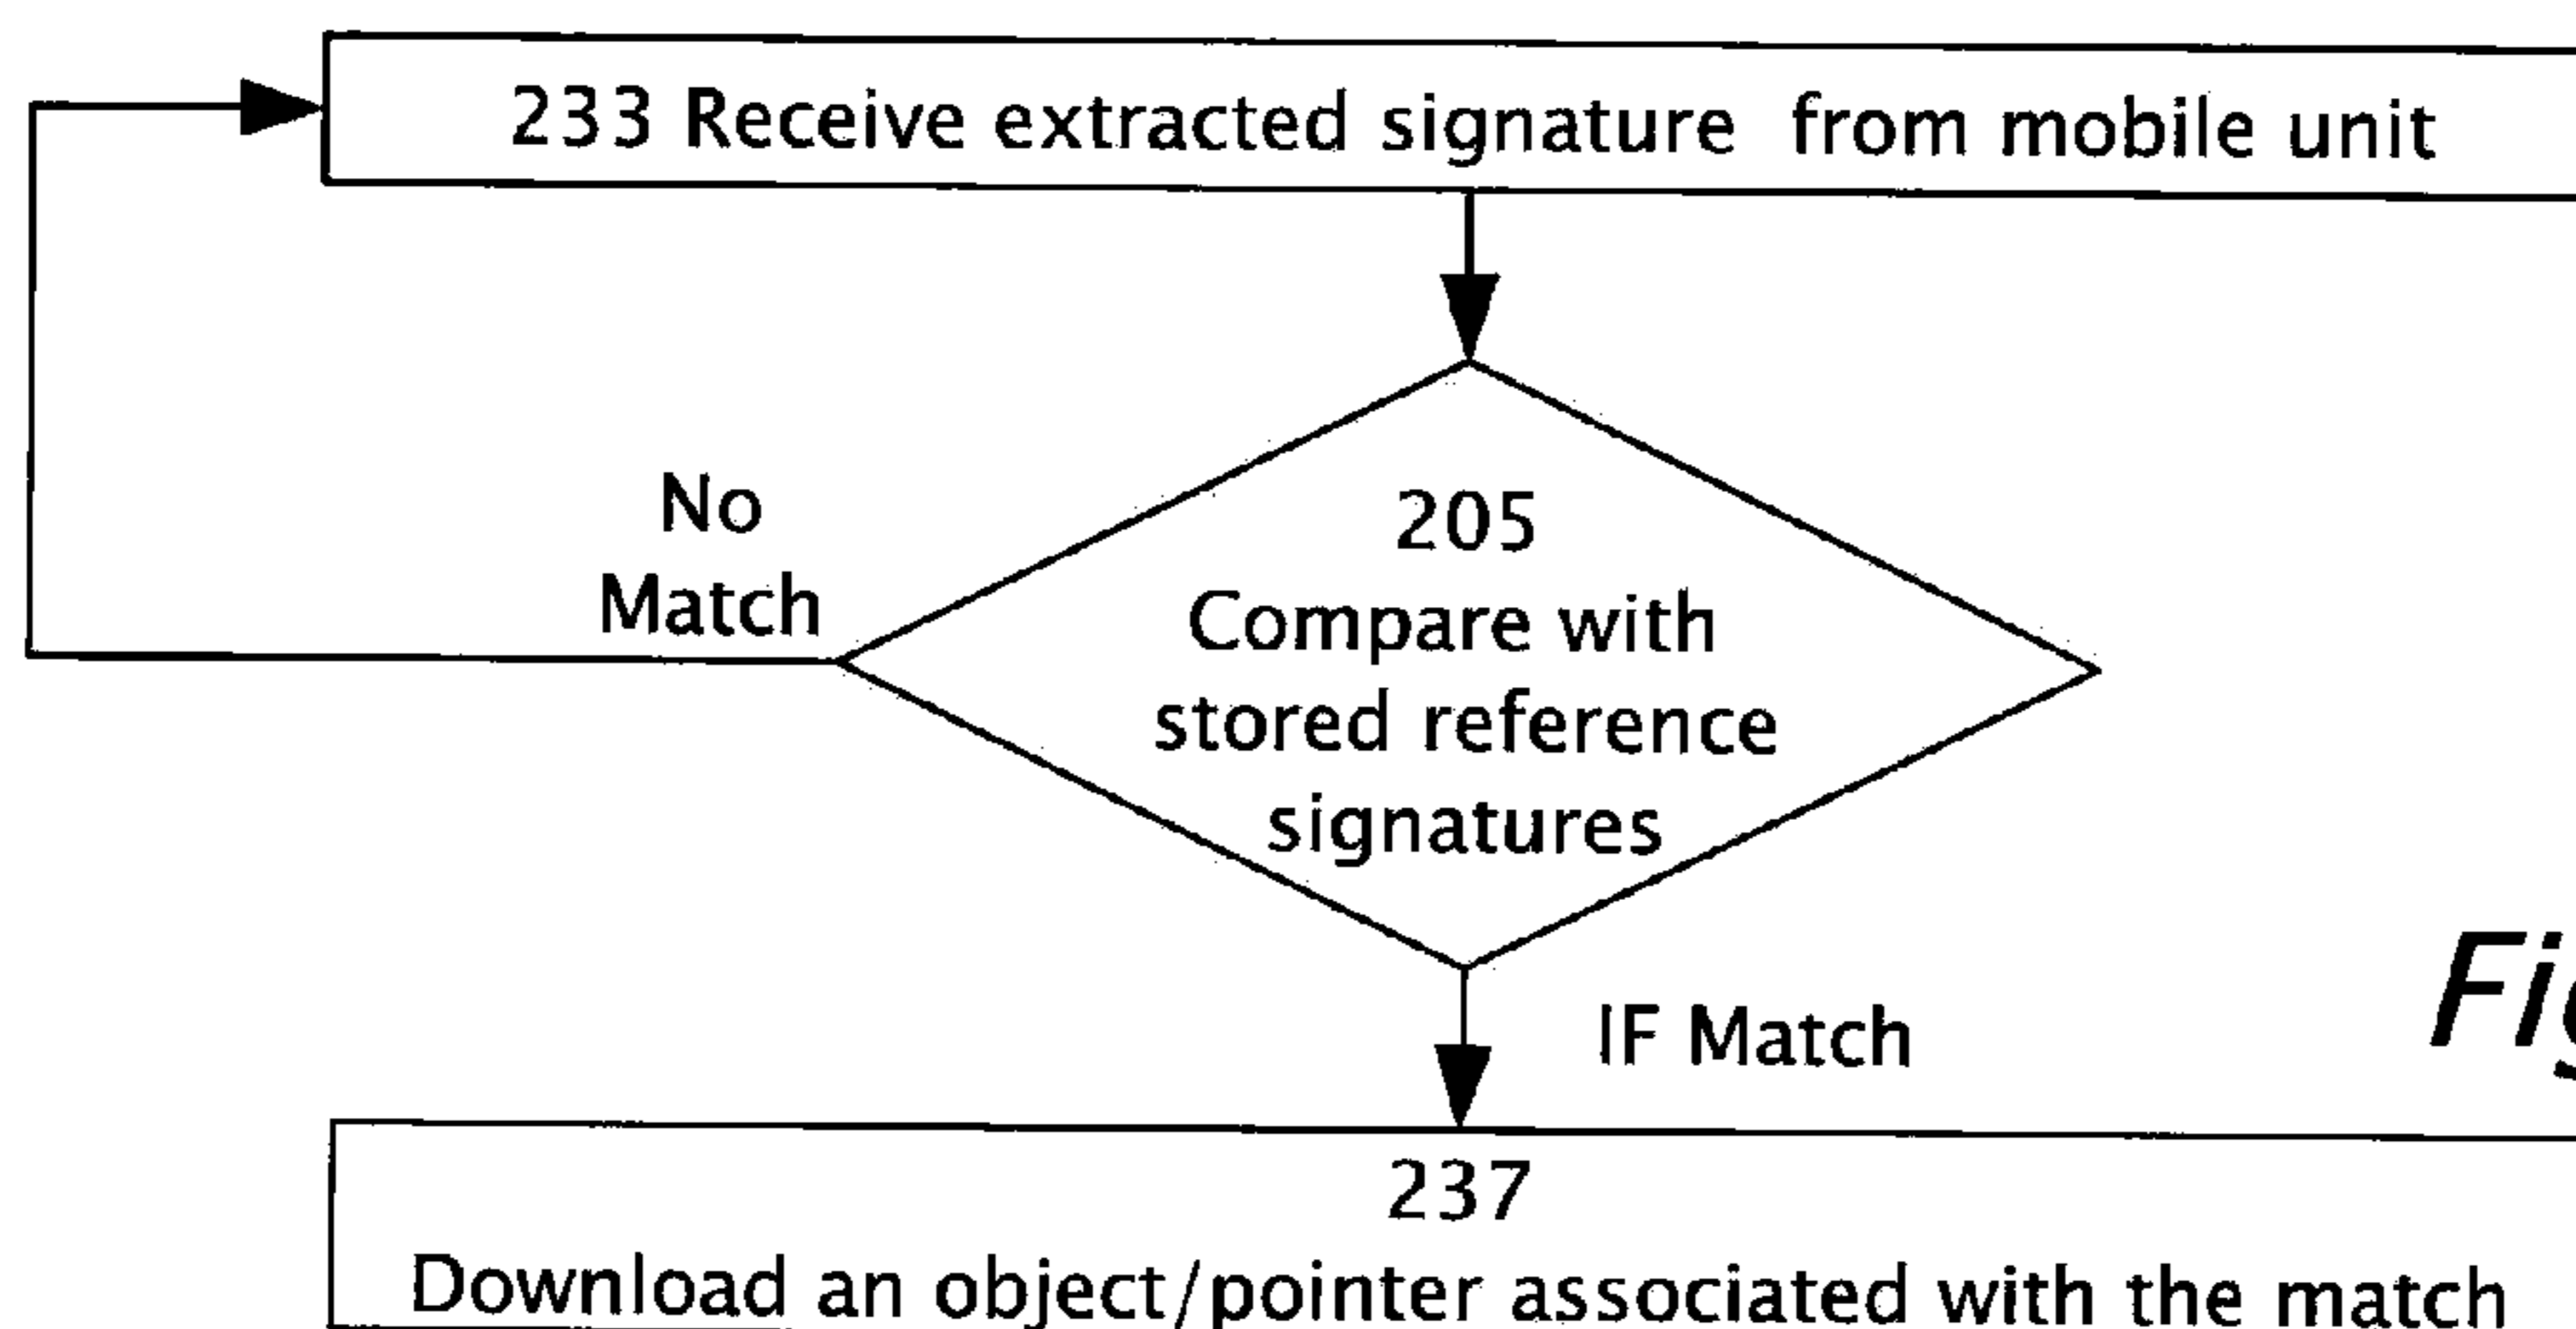 233 Receive extracted signature from mobile unit
No
Match
205
Compare with
stored reference
signatures
IF Match
237
Download an object/pointer associated with the match